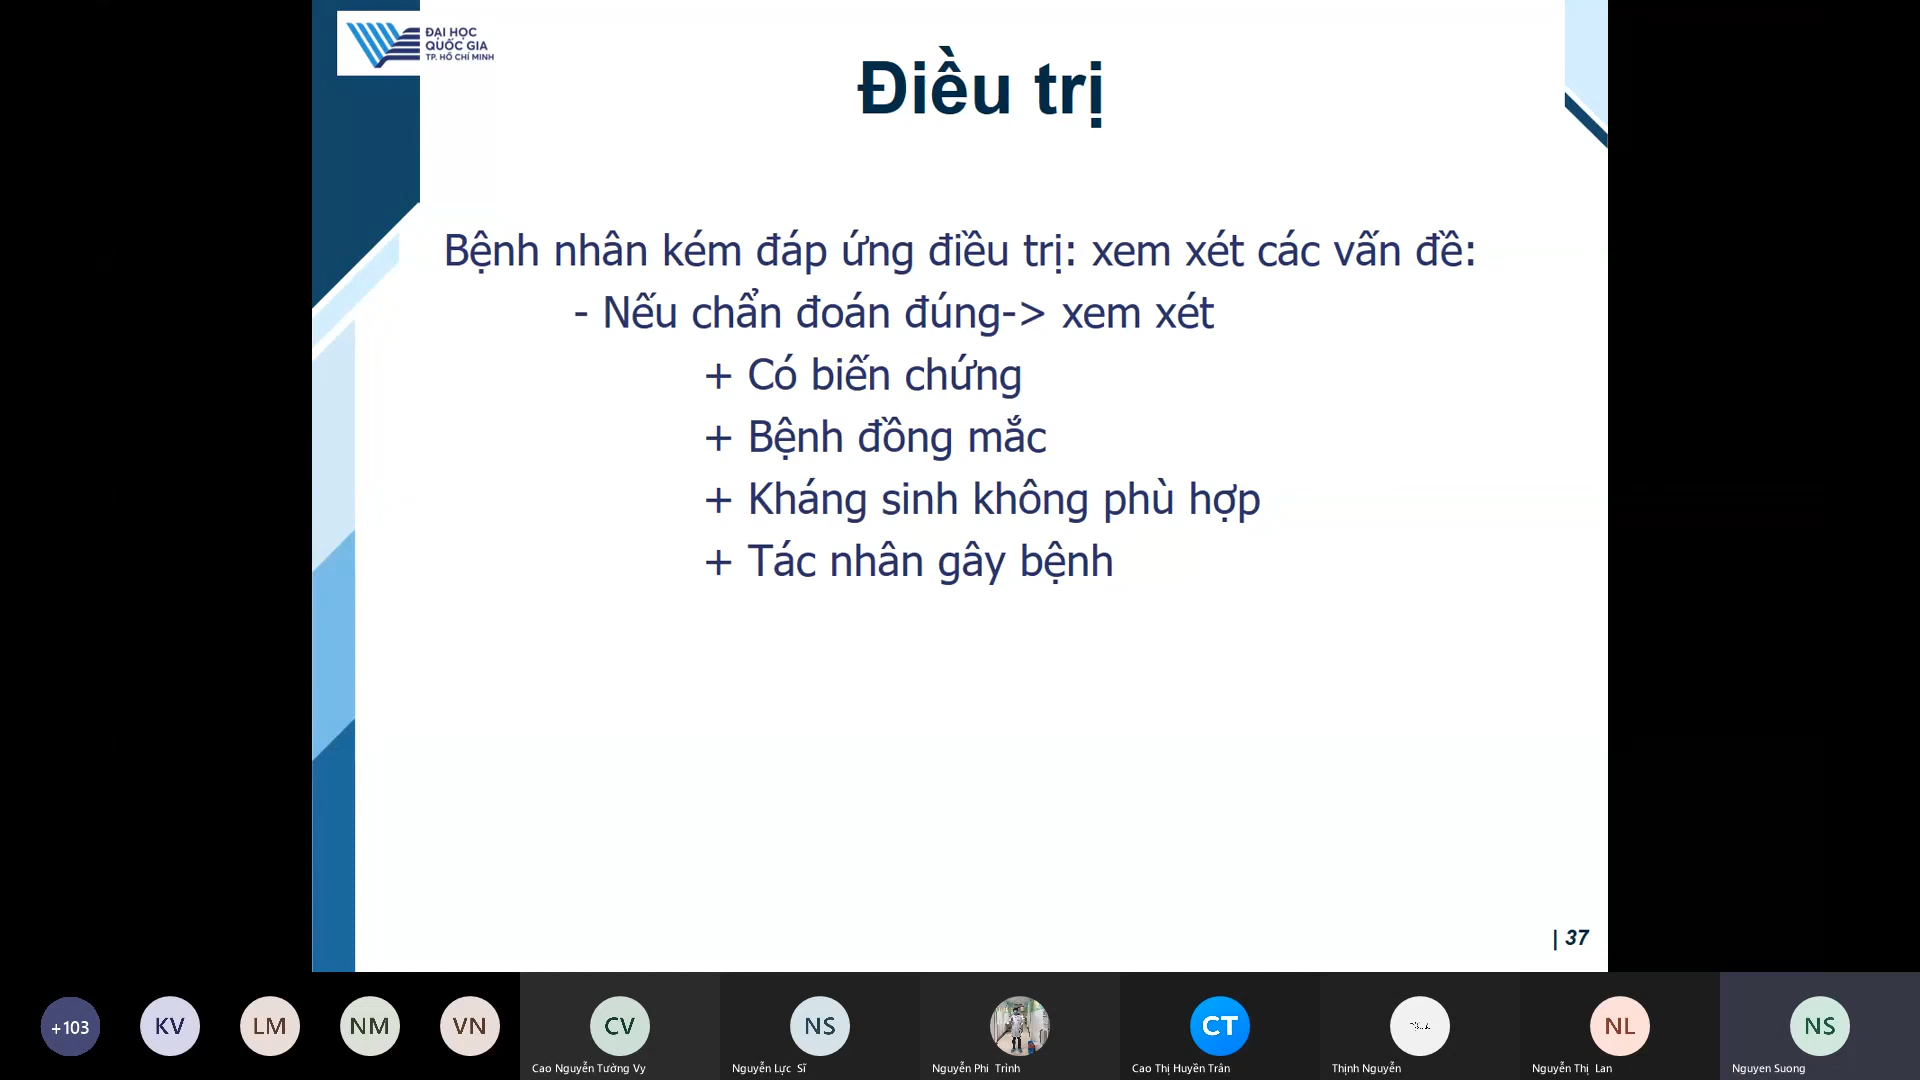 ĐẠI HỌC
QUỐC GIA
TP. HỒ CHÍ MINH
Điều trị
Bệnh nhân kém đáp ứng điều trị: xem xét các vấn đề:
- Nếu chẩn đoán đúng-> xem xét
+ Có biến chứng
+ Bệnh đồng mắc
+ Kháng sinh không phù hợp
+ Tác nhân gây bệnh
| 37
+103
KV
LM
NM
VN
CV
NS
CT
NL
NS
Cao Nguyễn Tường Vy
Nguyễn Lực Sĩ
Nguyễn Phi Trình
Cao Thị Huyền Trân
Thịnh Nguyễn
Nguyễn Thị Lan
Nguyen Suong